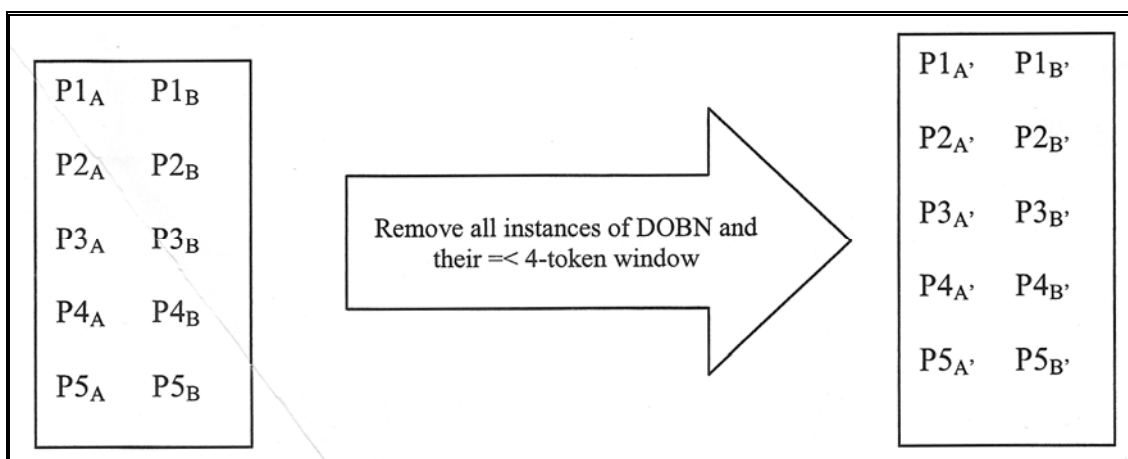 P1A P1B
P2A P2B
P3A P3B
P4A P4B
P5A P5B
Remove all instances of DOBN and
their =< 4-token window
P1A' P1B'
P2A' P2B'
P3A' P3B'
P4A' P4B'
P5A' P5B'